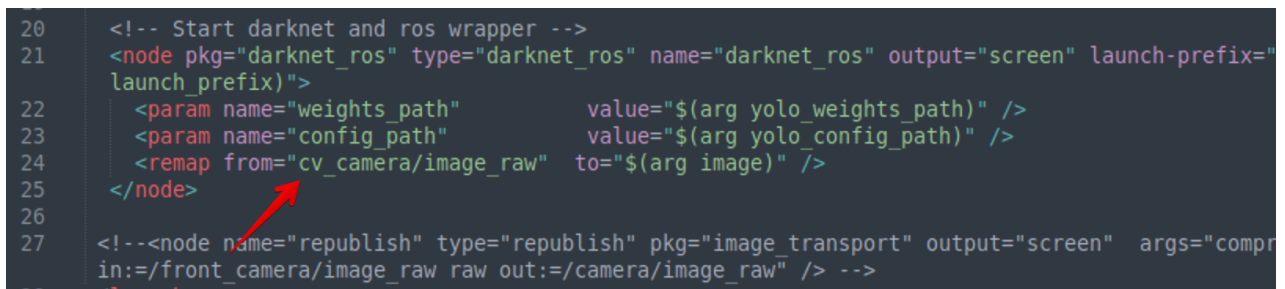 20 <!-- Start darknet and ros wrapper -->
21 <node pkg="darknet_ros" type="darknet_ros" name="darknet_ros" output="screen" launch-prefix="
launch_prefix)">
22 <param name="weights_path" value="$(arg yolo_weights_path)" />
23 <param name="config_path" value="$(arg yolo_config_path)" />
24 <remap from="cv_camera/image_raw" to="$(arg image)" />
25 </node>
26
27 <!--<node name="republish" type="republish" pkg="image_transport" output="screen" args="compr
in:=/front_camera/image_raw raw out:=/camera/image_raw" /> -->